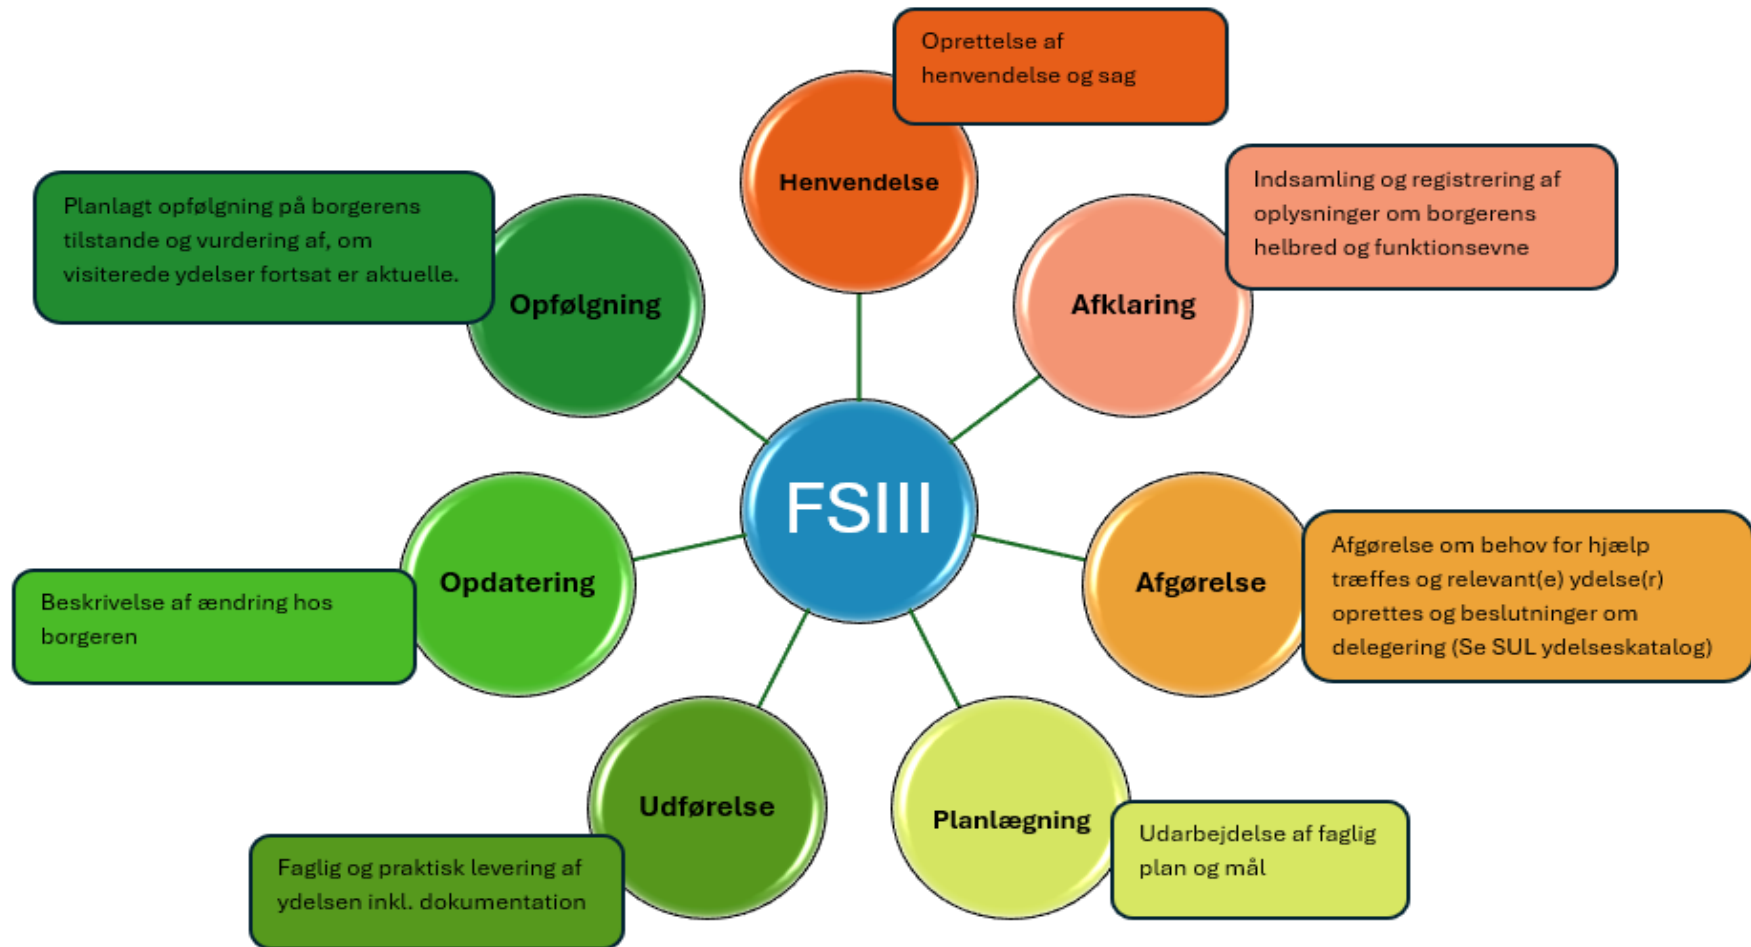 Oprettelse af
henvendelse og sag
Henvendelse
Indsamling og registrering af
oplysninger om borgerens
helbred og funktionsevne
Afklaring
Afgørelse om behov for hjælp
træffes og relevant(e) ydelse(r)
oprettes og beslutninger om
delegering (Se SUL ydelseskatalog)
Afgørelse
Udarbejdelse af faglig
plan og mål
Planlægning
Faglig og praktisk levering af
ydelsen inkl. dokumentation
Udførelse
Beskrivelse af ændring hos
borgeren
Opdatering
Planlagt opfølgning på borgerens
tilstande og vurdering af, om
visiterede ydelser fortsat er aktuelle.
Opfølgning
FSIII